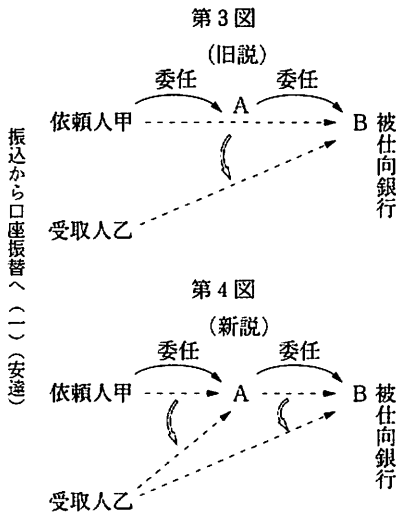 第3図
(旧説)
委任
委任
依頼人甲
A
B
被仕向銀行
受取人乙
振込から口座振替へ(一)(安達)
第4図
(新説)
委任
委任
依頼人甲
A
B
被仕向銀行
受取人乙